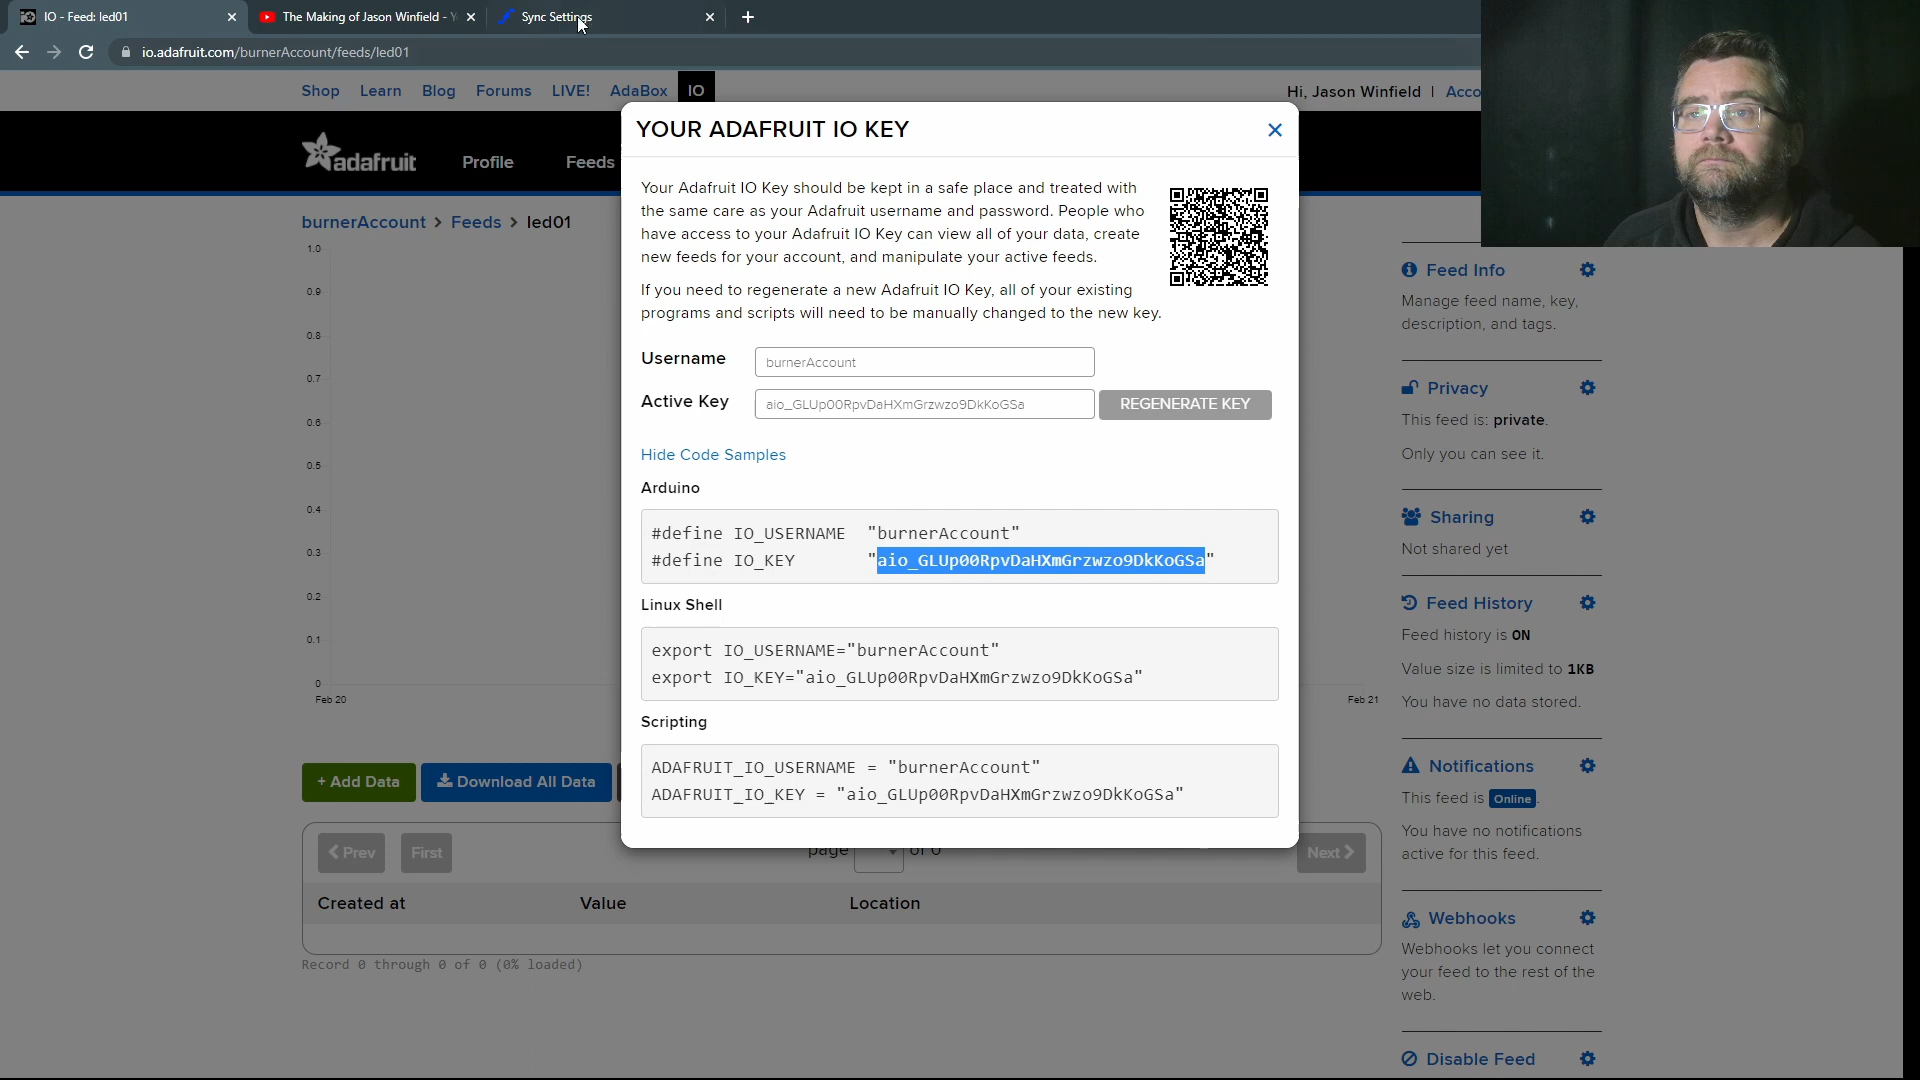 IO - Feed: led01
The Making of Jason Winfield -
Sync Settings
io.adafruit.com/burnerAccount/feeds/led01
Shop Learn Blog Forums LIVE! AdaBox IO
Hi, Jason Winfield |
adafruit Profile Feeds
burnerAccount > Feeds > led01
YOUR ADAFRUIT IO KEY
Your Adafruit IO Key should be kept in a safe place and treated with
the same care as your Adafruit username and password. People who
have access to your Adafruit IO Key can view all of your data, create
new feeds for your account, and manipulate your active feeds.
If you need to regenerate a new Adafruit IO Key, all of your existing
programs and scripts will need to be manually changed to the new key.
Username burnerAccount
Active Key aio_GLUp00RpvDaHXmGrzwzo9DkKoGSa REGENERATE KEY
Hide Code Samples
Arduino
#define IO_USERNAME "burnerAccount"
#define IO_KEY "aio_GLUp00RpvDaHXmGrzwzo9DkKoGSa"
Linux Shell
export IO_USERNAME="burnerAccount"
export IO_KEY="aio_GLUp00RpvDaHXmGrzwzo9DkKoGSa"
Scripting
ADAFRUIT_IO_USERNAME = "burnerAccount"
ADAFRUIT_IO_KEY = "aio_GLUp00RpvDaHXmGrzwzo9DkKoGSa"
1.0
0.9
0.8
0.7
0.6
0.5
0.4
0.3
0.2
0.1
0
Feb 20
Feb 21
+ Add Data
Download All Data
Prev
First
page of 0
Next
Created at Value Location
Record 0 through 0 of 0 (0% loaded)
Feed Info
Manage feed name, key,
description, and tags.
Privacy
This feed is: private.
Only you can see it.
Sharing
Not shared yet
Feed History
Feed history is ON
Value size is limited to 1KB
You have no data stored.
Notifications
This feed is Online.
You have no notifications
active for this feed.
Webhooks
Webhooks let you connect
your feed to the rest of the
web.
Disable Feed